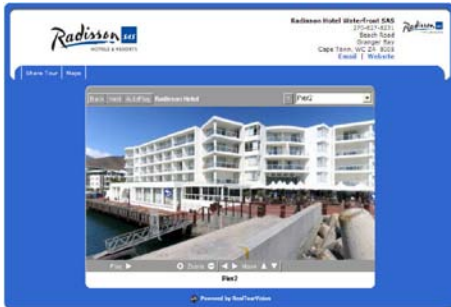 Radisson SAS
HOTELS & RESORTS
Radisson Hotel Waterfront SAS
Beach Road
Granger Bay
Cape Town, WC ZA
Email | Website
Radisson SAS
Share Tour | Maps
Back Next AutoPlay Radisson Hotel
Pier2
Play Zoom Move
Pier2
Powered by RealTourVision